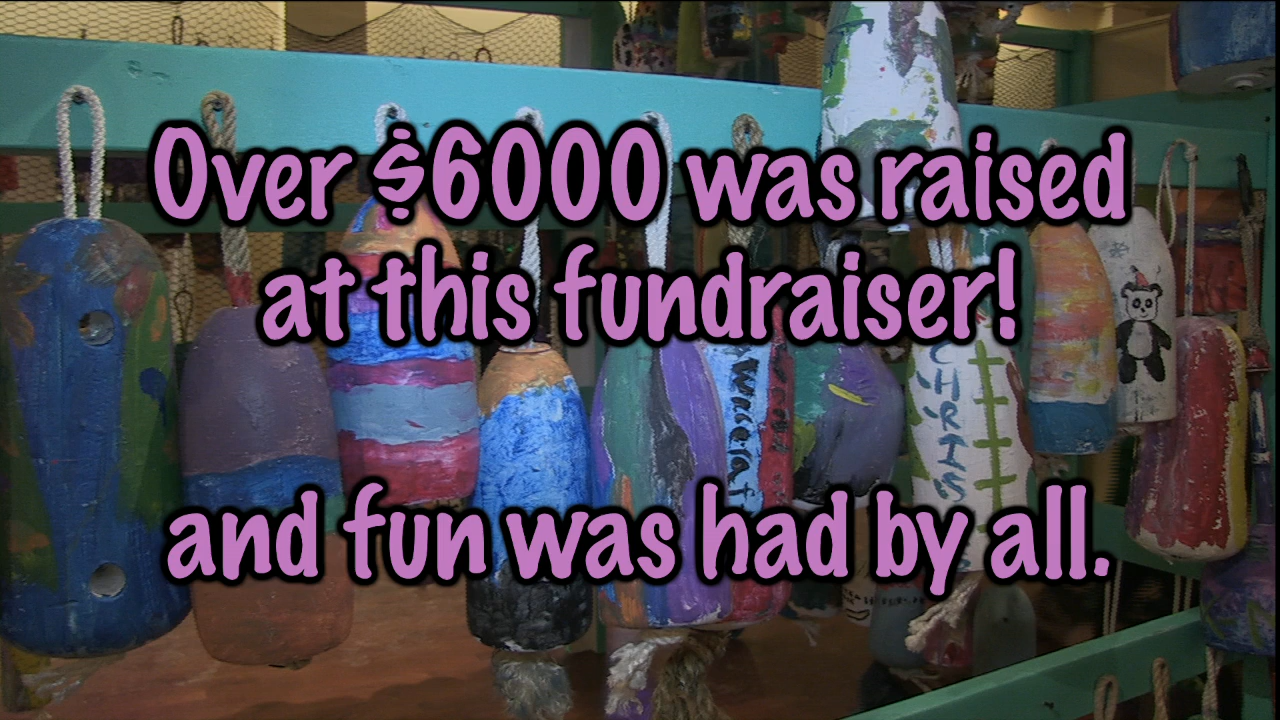 Over $6000 was raised
at this fundraiser!
CHRIS
and fun was had by all.